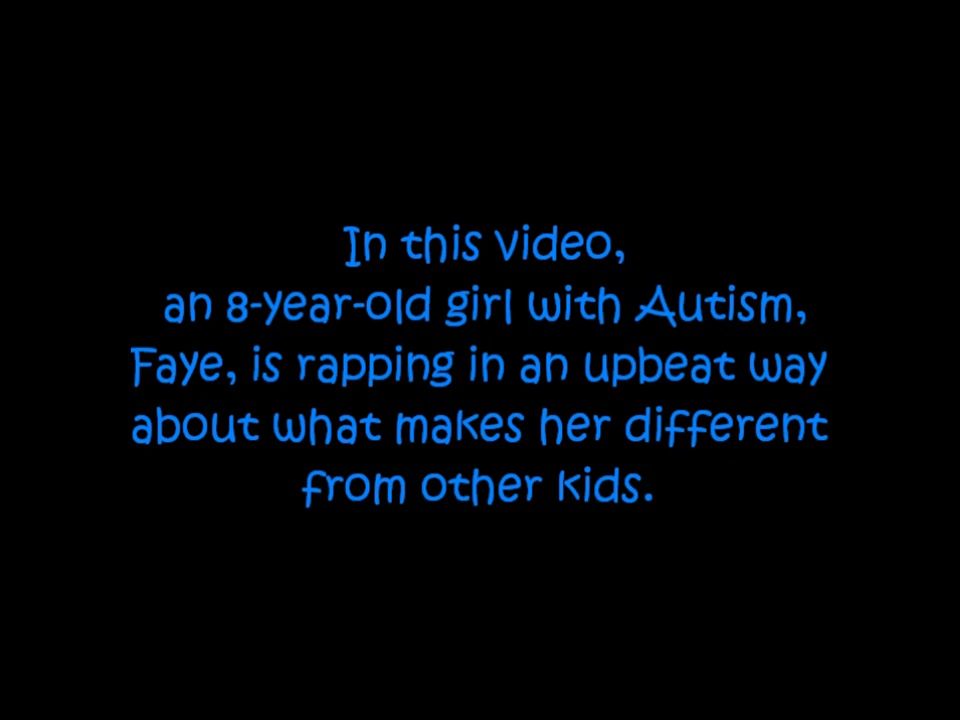 In this video,
an 8-year-old girl with Autism,
Faye, is rapping in an upbeat way
about what makes her different
from other kids.